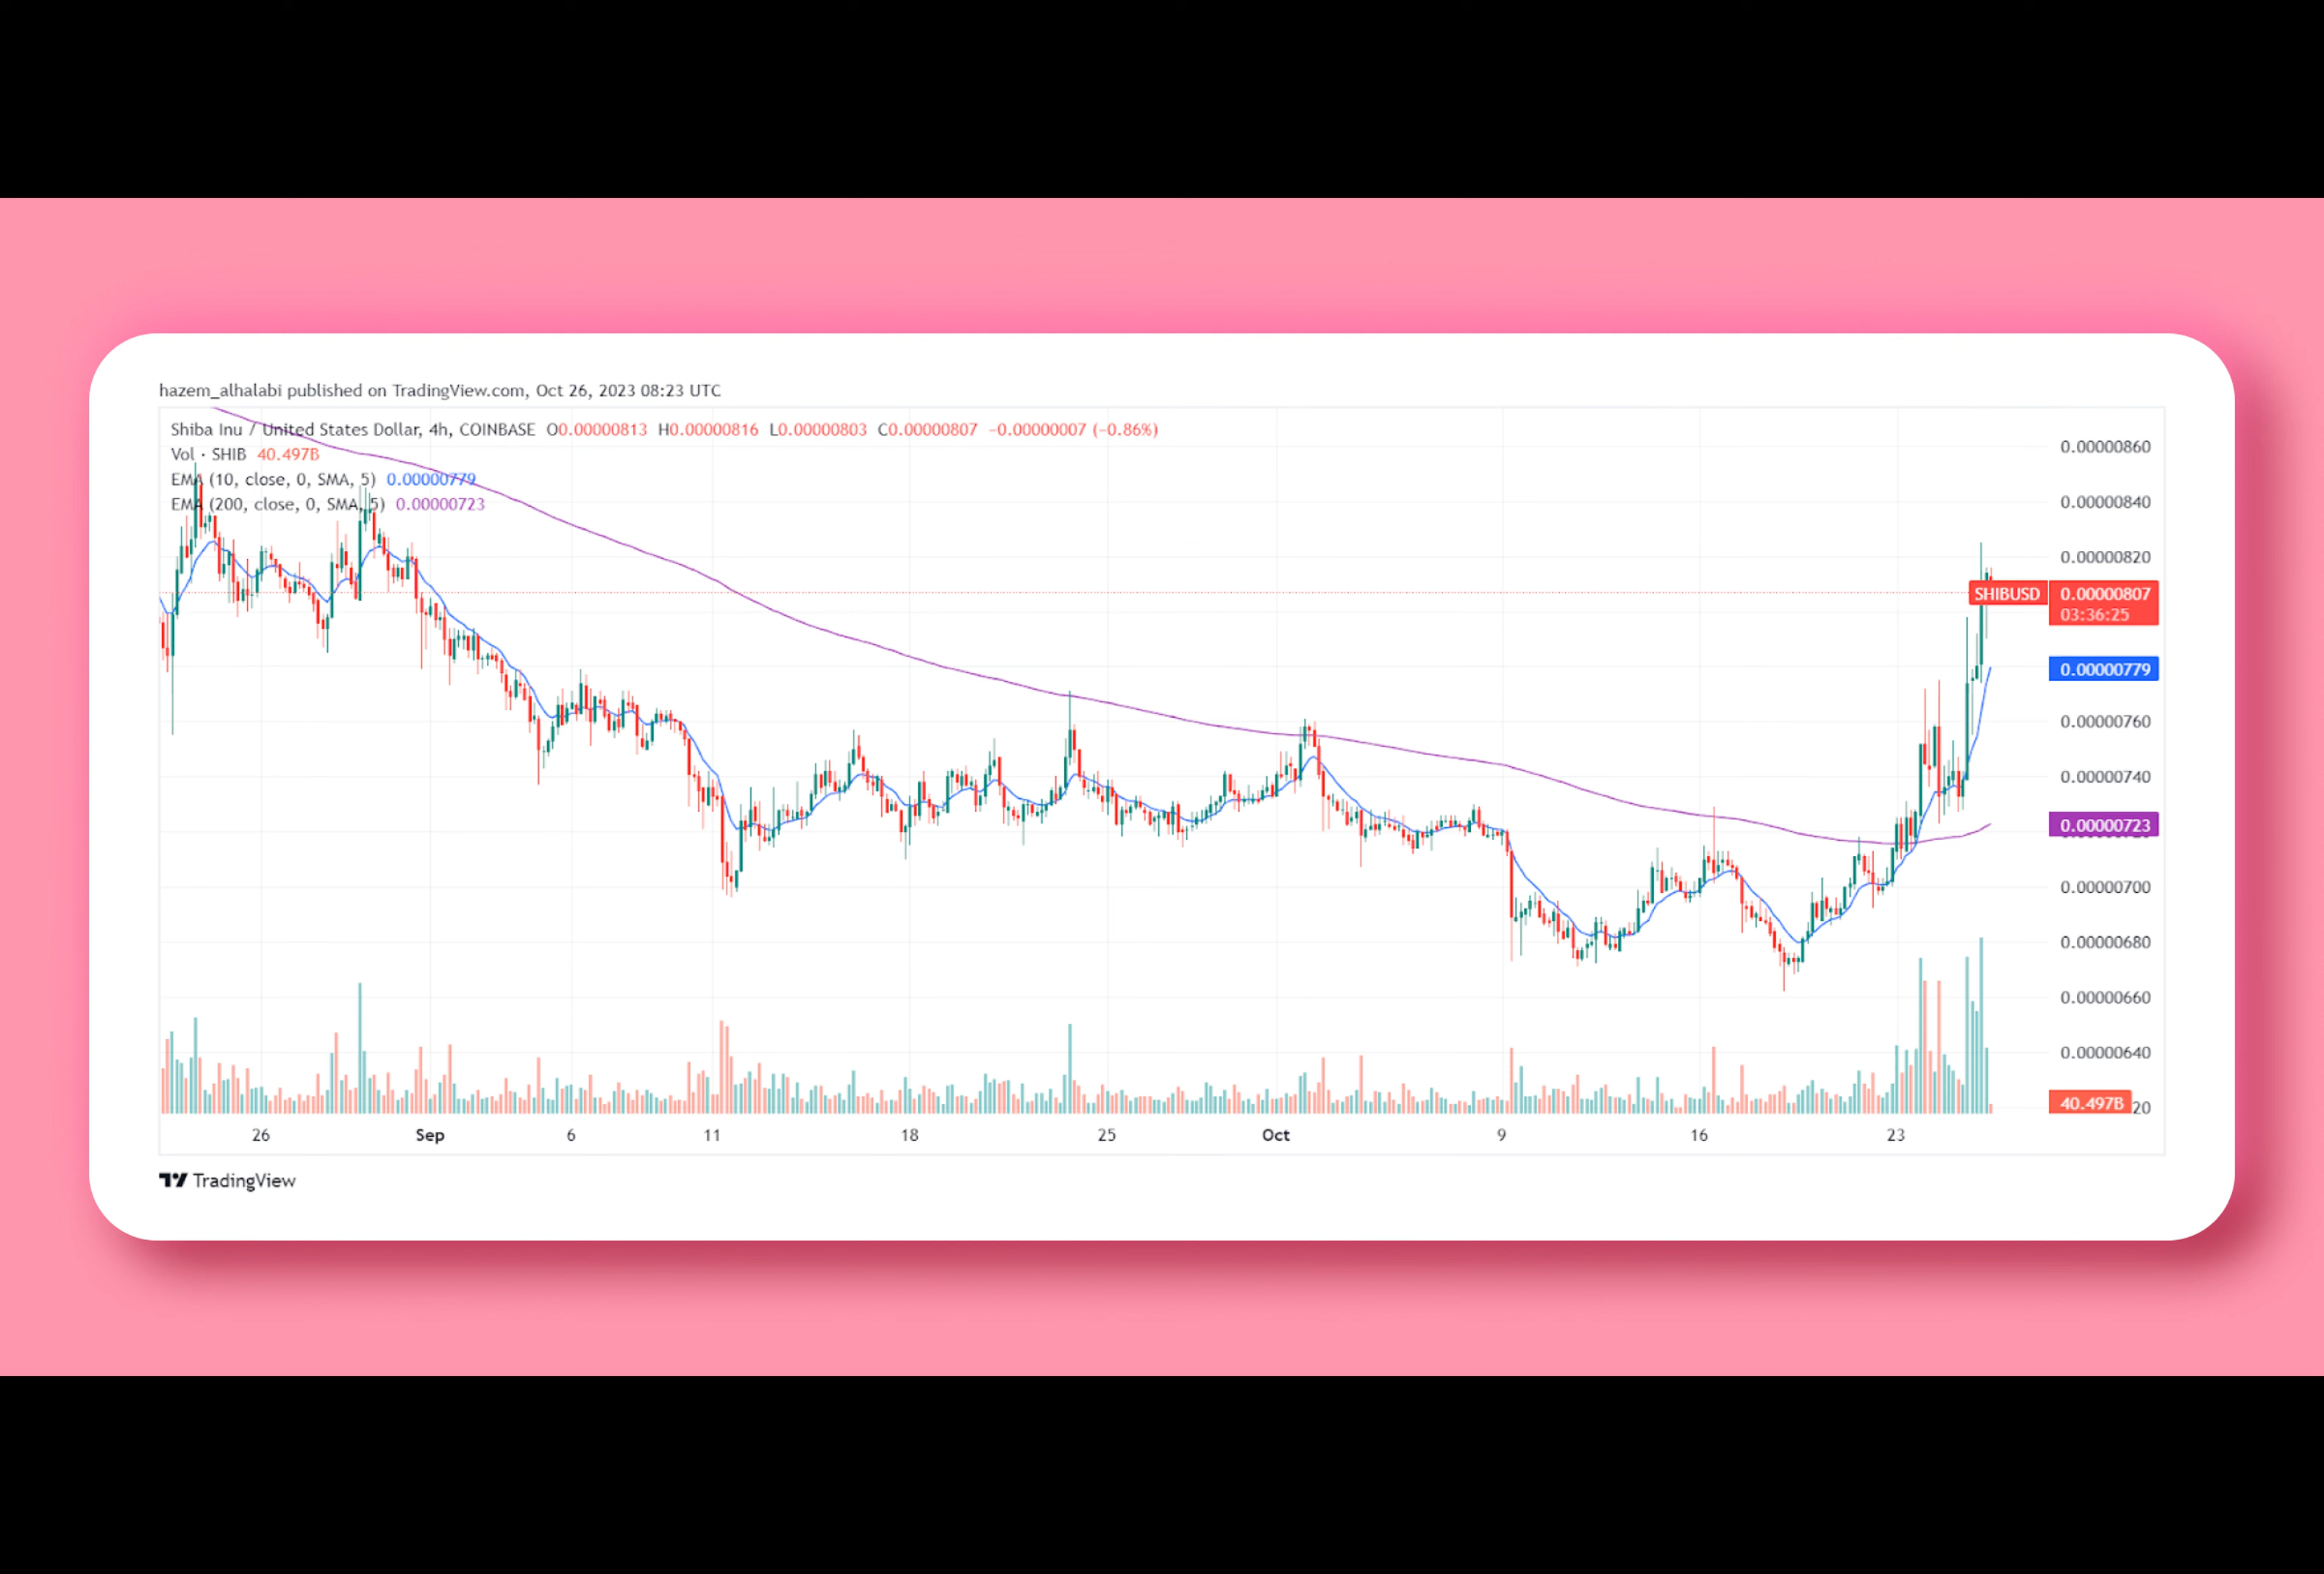 hazem_alhalabi published on TradingView.com, Oct 26, 2023 08:23 UTC
Shiba Inu / United States Dollar, 4h, COINBASE O0.00000813 H0.00000816 L0.00000803 C0.00000807 −0.00000007 (−0.86%)
Vol · SHIB 40.497B
EMA (10, close, 0, SMA, 5) 0.00000779
EMA (200, close, 0, SMA, 5) 0.00000723
0.00000860
0.00000840
0.00000820
SHIBUSD 0.00000807
03:36:25
0.00000779
0.00000760
0.00000740
0.00000723
0.00000700
0.00000680
0.00000660
0.00000640
40.497B 20
26 Sep 6 11 18 25 Oct 9 16 23
TradingView